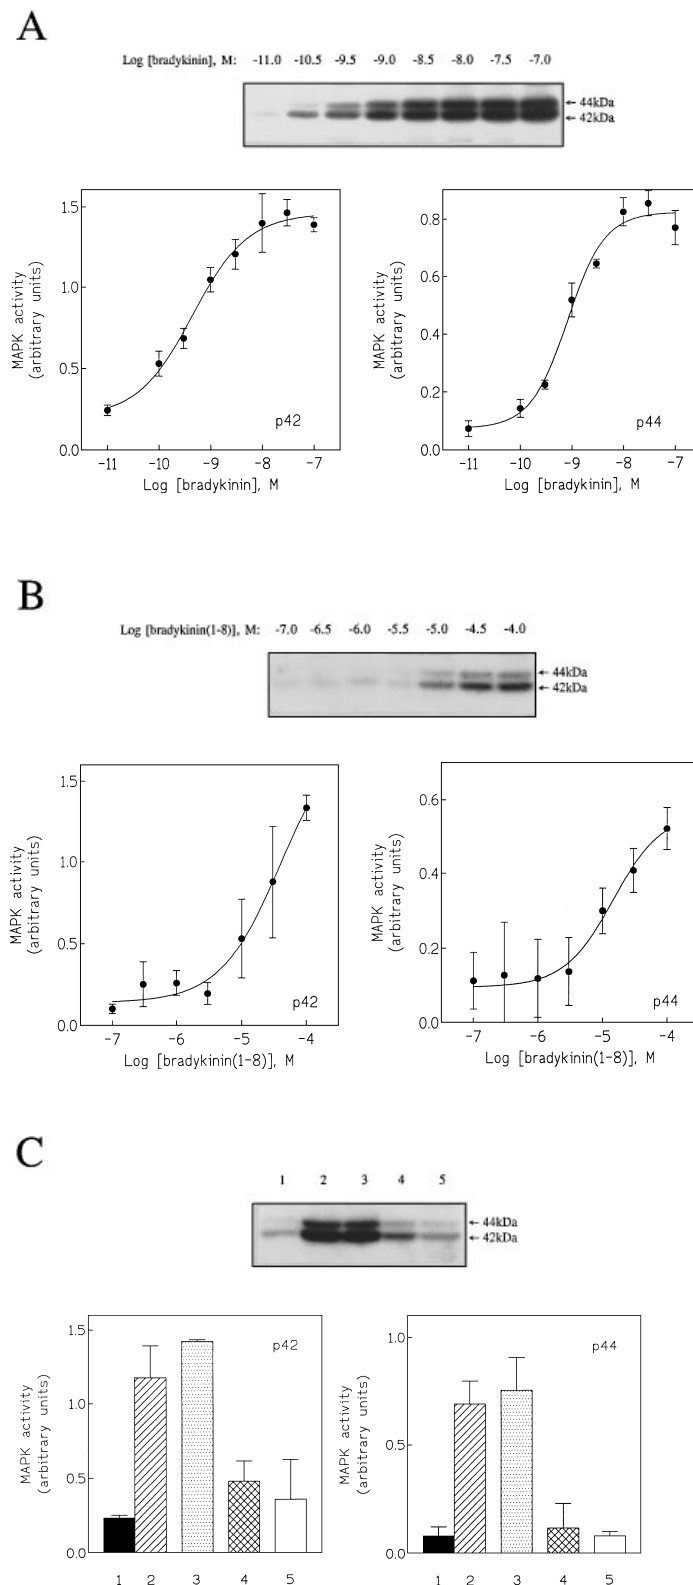 A
Log [bradykinin], M: -11.0 -10.5 -9.5 -9.0 -8.5 -8.0 -7.5 -7.0
← 44kDa
← 42kDa
MAPK activity
(arbitrary units)
1.5
1.0
0.5
0.0
p42
-11 -10 -9 -8 -7
Log [bradykinin], M
MAPK activity
(arbitrary units)
0.8
0.6
0.4
0.2
0.0
p44
-11 -10 -9 -8 -7
Log [bradykinin], M
B
Log [bradykinin(1-8)], M: -7.0 -6.5 -6.0 -5.5 -5.0 -4.5 -4.0
← 44kDa
← 42kDa
MAPK activity
(arbitrary units)
1.5
1.0
0.5
0.0
p42
-7 -6 -5 -4
Log [bradykinin(1-8)], M
MAPK activity
(arbitrary units)
0.6
0.4
0.2
0.0
p44
-7 -6 -5 -4
Log [bradykinin(1-8)], M
C
1 2 3 4 5
← 44kDa
← 42kDa
MAPK activity
(arbitrary units)
1.5
1.0
0.5
0.0
p42
1 2 3 4 5
MAPK activity
(arbitrary units)
1.0
0.5
0.0
p44
1 2 3 4 5